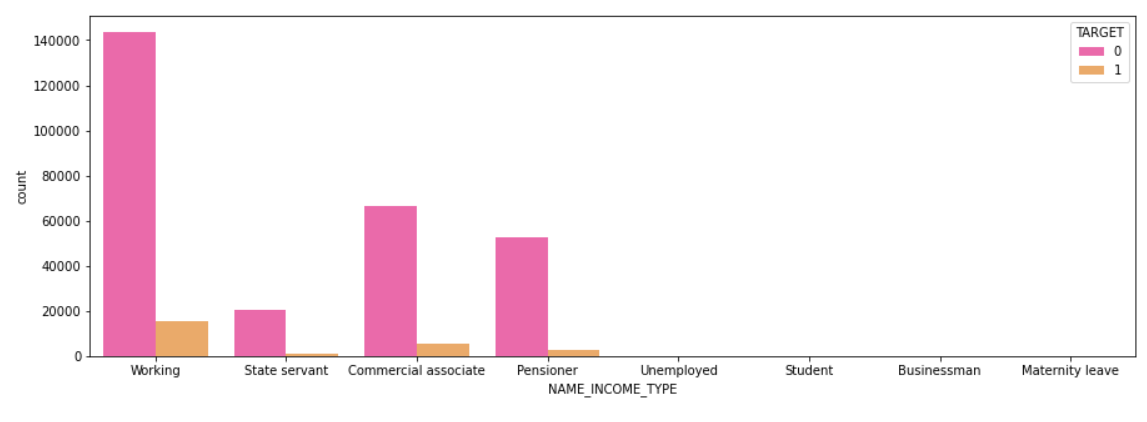 TARGET
0
1
140000
120000
100000
80000
60000
40000
20000
0
count
Working State servant Commercial associate Pensioner Unemployed Student Businessman Maternity leave
NAME_INCOME_TYPE